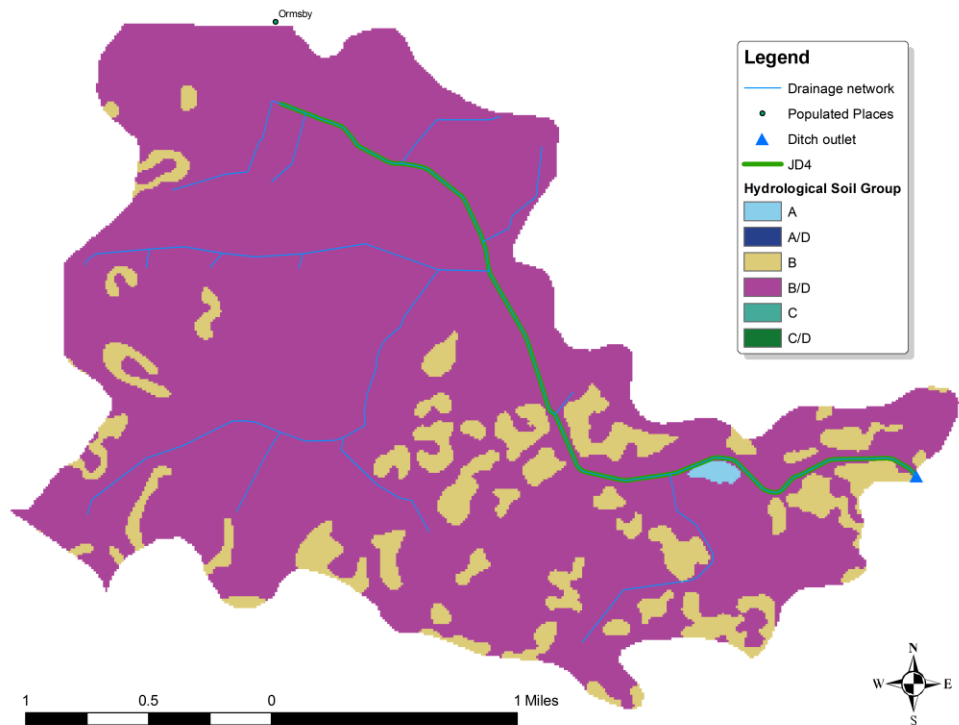 Ormsby
Legend
Drainage network
Populated Places
Ditch outlet
JD4
Hydrological Soil Group
A
A/D
B
B/D
C
C/D
N
W E
S
1 0.5 0 1 Miles